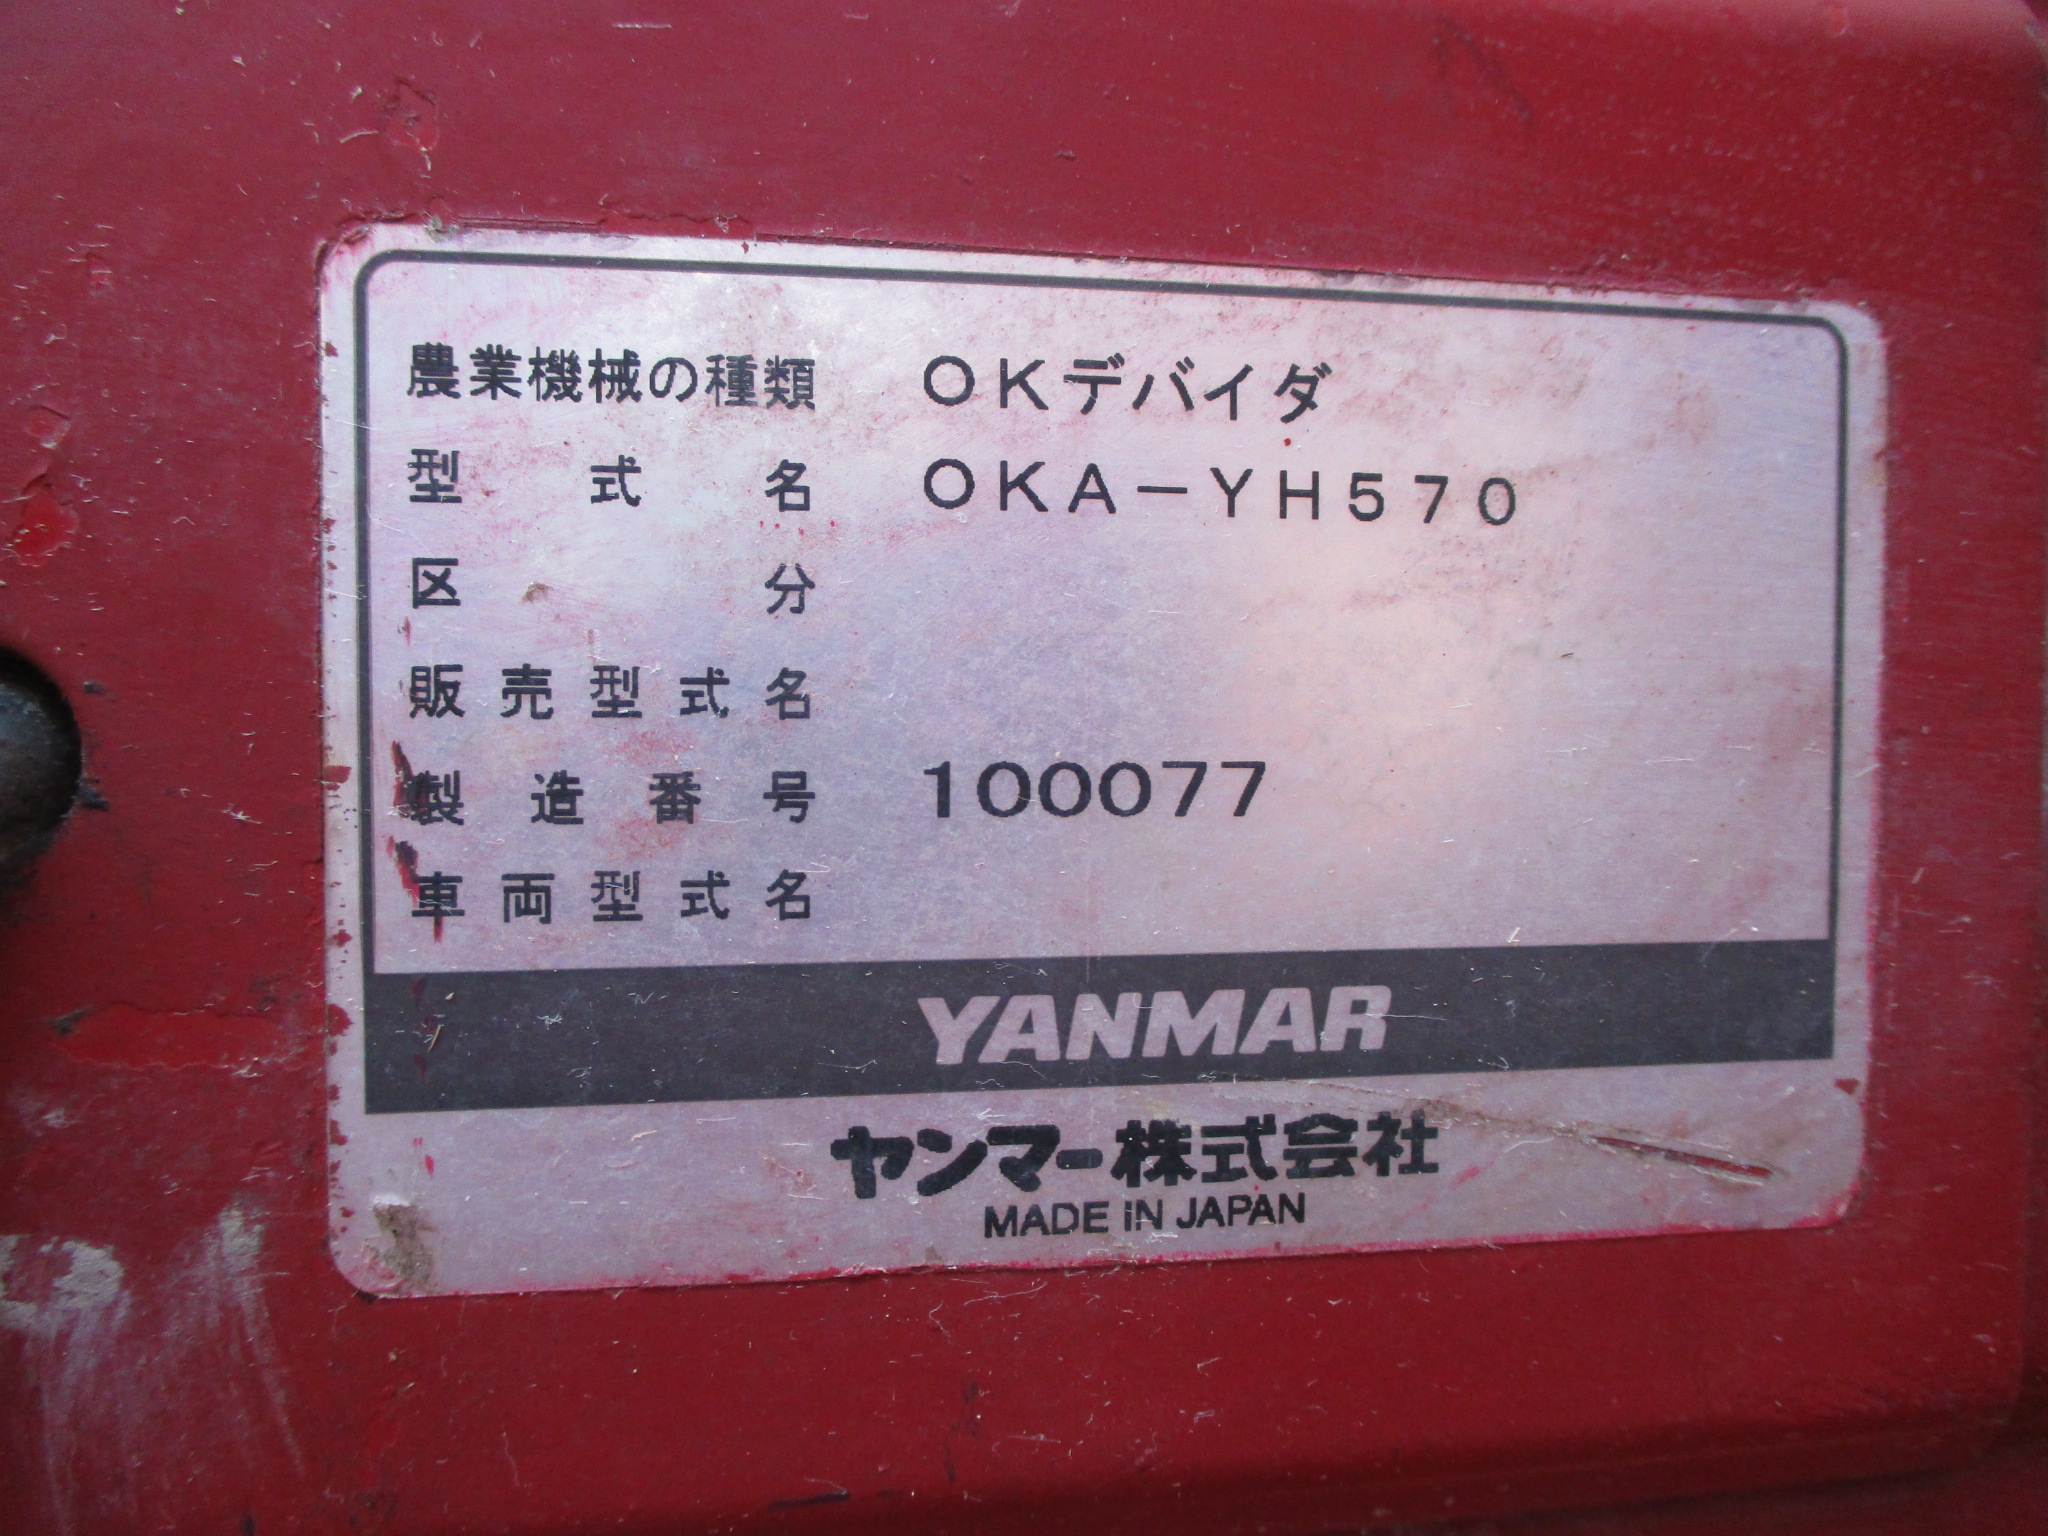 農業機械の種類 OKデバイダ
型式名 OKA-YH570
区分
販売型式名
製造番号 100077
車両型式名
YANMAR
ヤンマー株式会社
MADE IN JAPAN